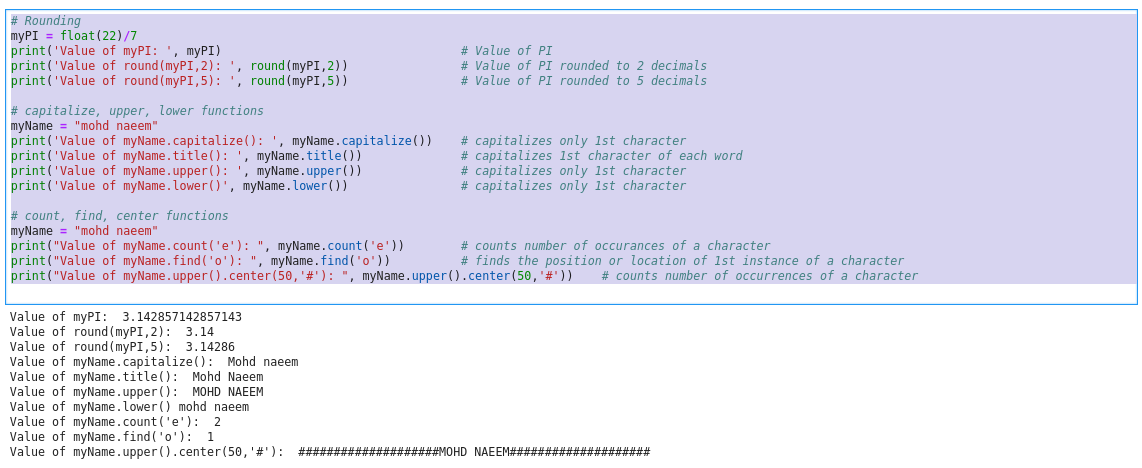 # Rounding
myPI = float(22)/7
print('Value of myPI: ', myPI)                                  # Value of PI
print('Value of round(myPI,2): ', round(myPI,2))                # Value of PI rounded to 2 decimals
print('Value of round(myPI,5): ', round(myPI,5))                # Value of PI rounded to 5 decimals

# capitalize, upper, lower functions
myName = "mohd naeem"
print('Value of myName.capitalize(): ', myName.capitalize())    # capitalizes only 1st character
print('Value of myName.title(): ', myName.title())              # capitalizes 1st character of each word
print('Value of myName.upper(): ', myName.upper())              # capitalizes only 1st character
print('Value of myName.lower()', myName.lower())                # capitalizes only 1st character

# count, find, center functions
myName = "mohd naeem"
print("Value of myName.count('e'): ", myName.count('e'))        # counts number of occurances of a character
print("Value of myName.find('o'): ", myName.find('o'))          # finds the position or location of 1st instance of a character
print("Value of myName.upper().center(50,'#'): ", myName.upper().center(50,'#'))    # counts number of occurrences of a character
Value of myPI:  3.142857142857143
Value of round(myPI,2):  3.14
Value of round(myPI,5):  3.14286
Value of myName.capitalize():  Mohd naeem
Value of myName.title():  Mohd Naeem
Value of myName.upper():  MOHD NAEEM
Value of myName.lower() mohd naeem
Value of myName.count('e'):  2
Value of myName.find('o'):  1
Value of myName.upper().center(50,'#'):  ####################MOHD NAEEM####################